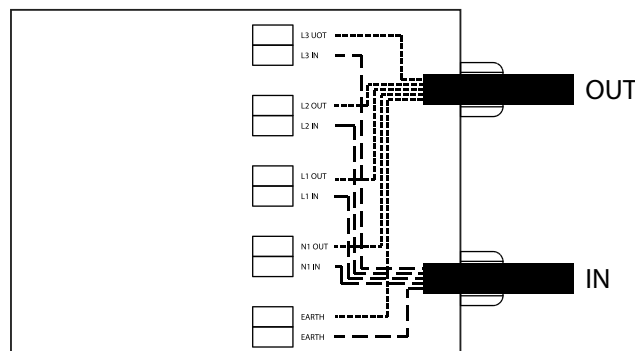 L3 UOT
L3 IN
L2 OUT
L2 IN
L1 OUT
L1 IN
N1 OUT
N1 IN
EARTH
EARTH
OUT
IN